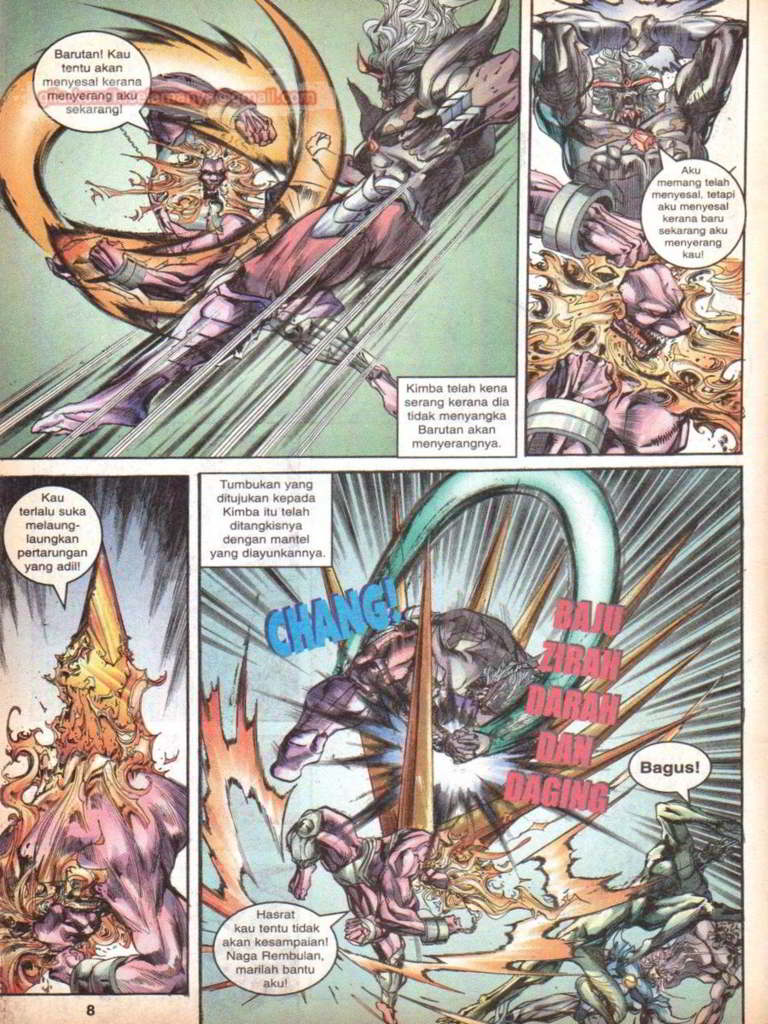 Barutan! Kau
tentu akan
menyesal kerana
menyerang aku
sekarang!
Aku
memang telah
menyesal, tetapi
aku menyesal
kerana baru
sekarang aku
menyerang
kau!
Kimba telah kena
serang kerana dia
tidak menyangka
Barutan akan
menyerangnya.
Kau
terlalu suka
melaung-
laungkan
pertarungan
yang adil!
Tumbukan yang
ditujukan kepada
Kimba itu telah
ditangkisnya
dengan mantel
yang diayunkannya.
CHANG!
BAJU
ZIRAH
DARAH
DAN
DAGING
Bagus!
Hasrat
kau tentu tidak
akan kesampaian!
Naga Rembulan,
marilah bantu
aku!
8